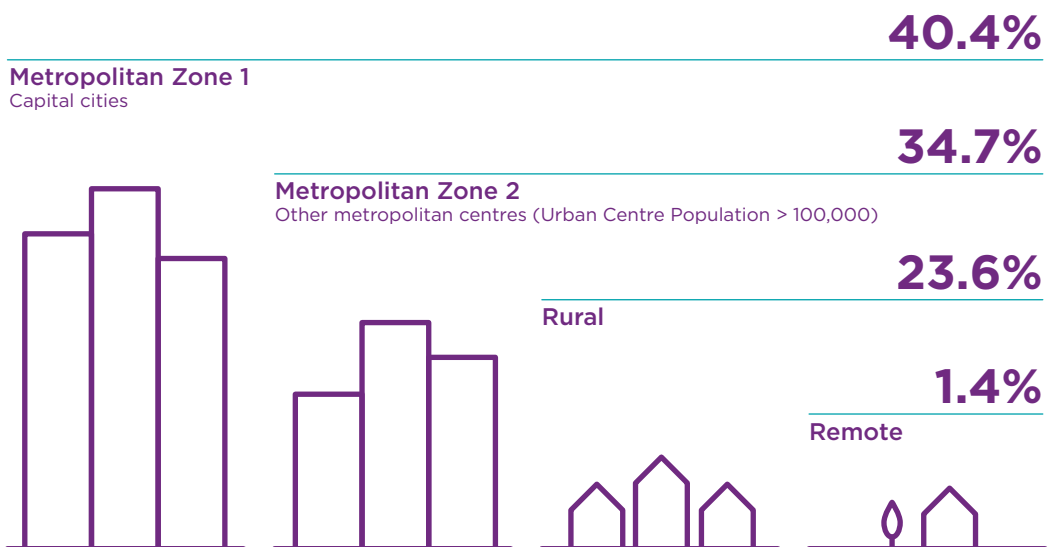 40.4%
Metropolitan Zone 1
Capital cities
34.7%
Metropolitan Zone 2
Other metropolitan centres (Urban Centre Population > 100,000)
23.6%
Rural
1.4%
Remote